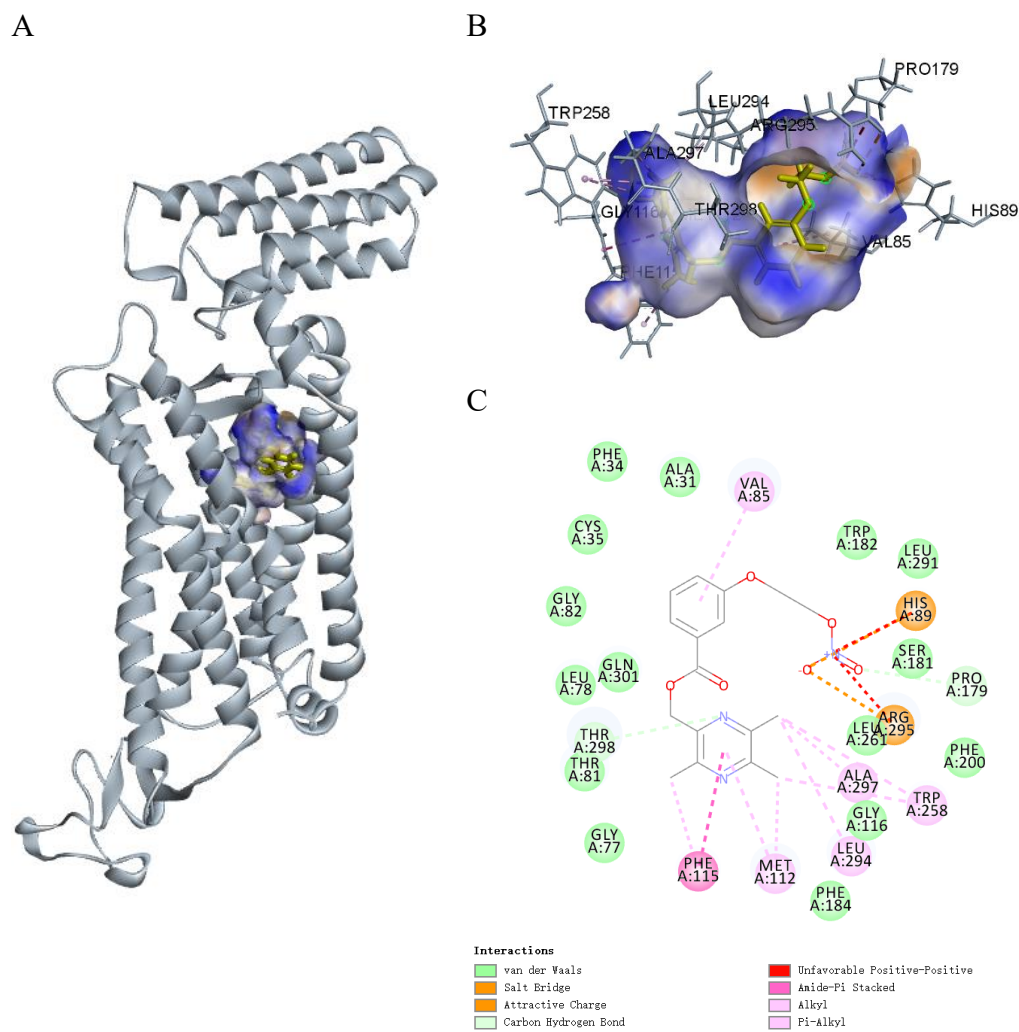 A
B
PRO179
LEU294
TRP258
ARG295
ALA297
HIS89
GLY116
THR298
VAL85
PHE11
C
PHE
A:34
ALA
A:31
VAL
A:85
CYS
A:35
TRP
A:182
LEU
A:291
GLY
A:82
HIS
A:89
O
O
N
+
SER
A:181
GLN
A:301
LEU
A:78
O
O
-
O
O
PRO
A:179
THR
A:298
N
ARG
A:295
LEU
A:261
THR
A:81
PHE
A:200
N
ALA
A:297
TRP
A:258
GLY
A:116
GLY
A:77
LEU
A:294
PHE
A:115
MET
A:112
PHE
A:184
Interactions
van der Waals
Salt Bridge
Attractive Charge
Carbon Hydrogen Bond
Unfavorable Positive-Positive
Amide-Pi Stacked
Alkyl
Pi-Alkyl